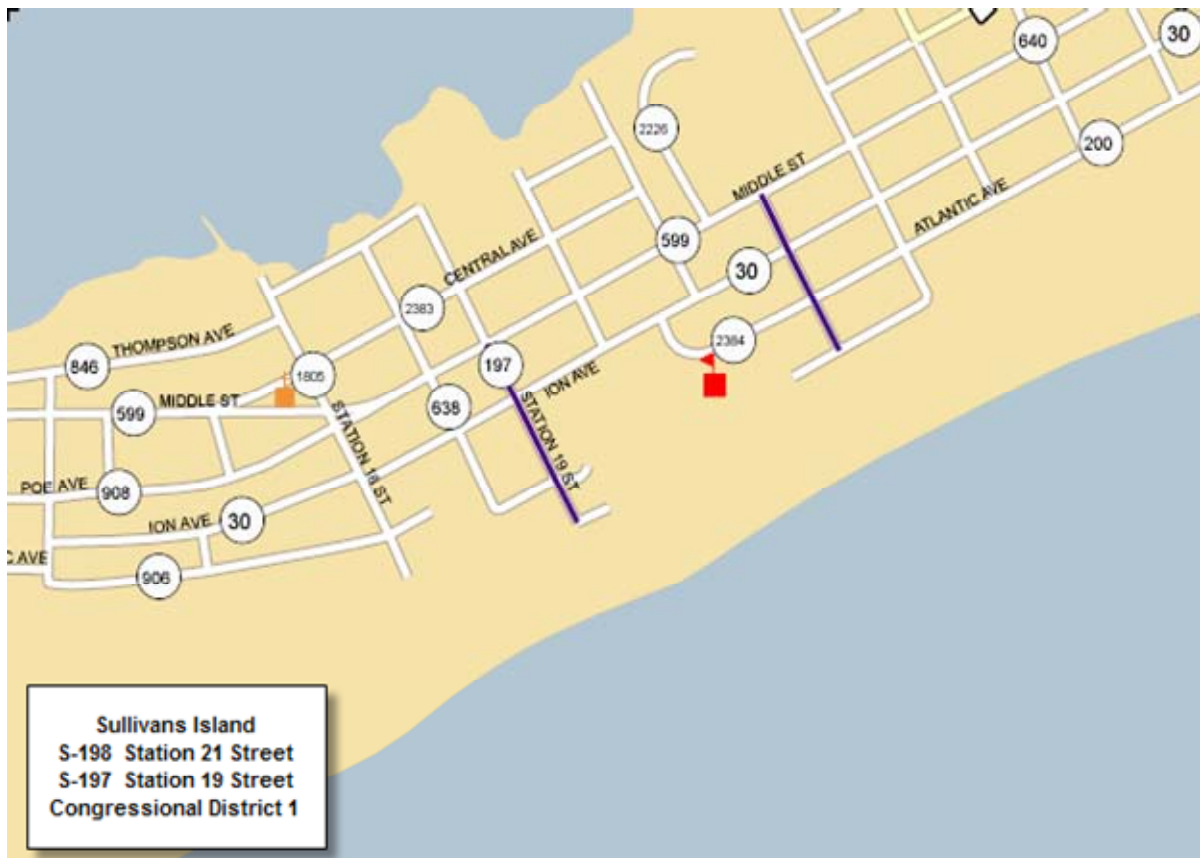 30
640
200
2226
MIDDLE ST
ATLANTIC AVE
599
30
CENTRAL AVE
2383
2384
THOMPSON AVE
846
1805
197
ION AVE
MIDDLE ST
599
638
STATION 18 ST
STATION 19 ST
POE AVE
908
ION AVE
30
C AVE
906
Sullivans Island
S-198 Station 21 Street
S-197 Station 19 Street
Congressional District 1